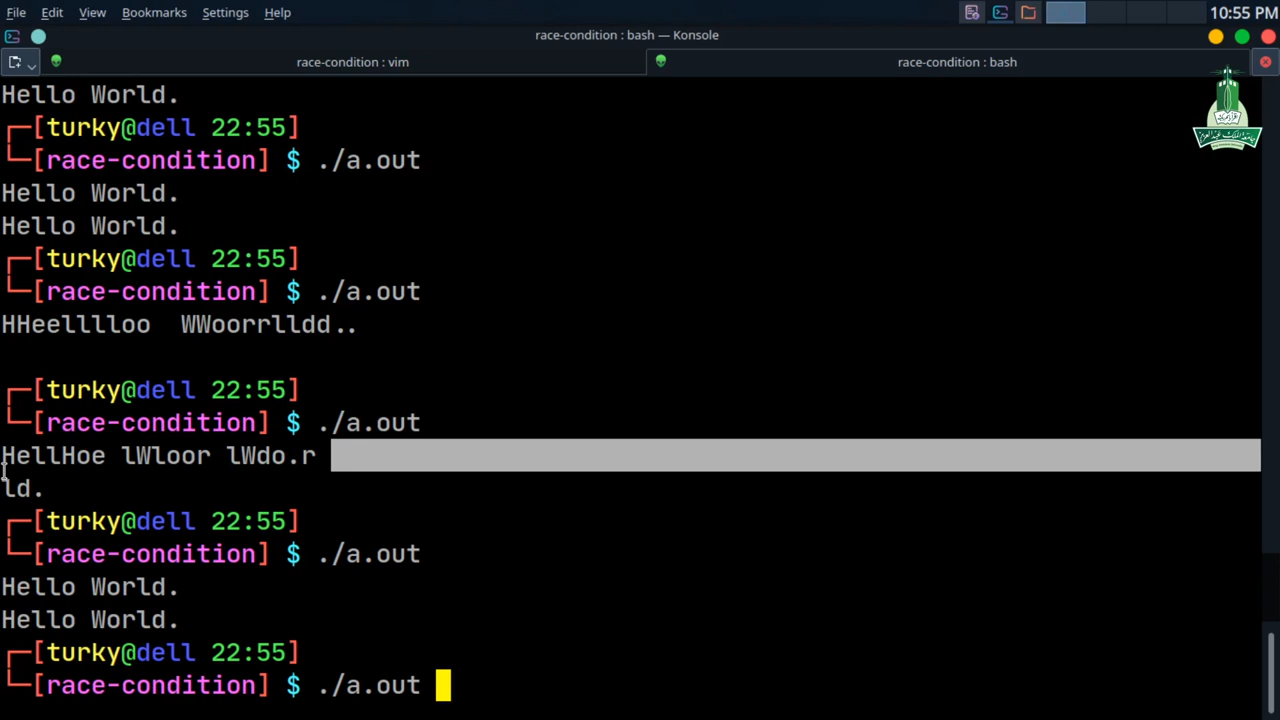 File Edit View Bookmarks Settings Help
10:55 PM
race-condition : bash — Konsole
race-condition : vim
race-condition : bash
Hello World.
┌─[turky@dell 22:55]
└─[race-condition] $ ./a.out
Hello World.
Hello World.
┌─[turky@dell 22:55]
└─[race-condition] $ ./a.out
HHeelllloo  WWoorrlldd..
┌─[turky@dell 22:55]
└─[race-condition] $ ./a.out
HellHoe lWloor lWdo.r
ld.
┌─[turky@dell 22:55]
└─[race-condition] $ ./a.out
Hello World.
Hello World.
┌─[turky@dell 22:55]
└─[race-condition] $ ./a.out